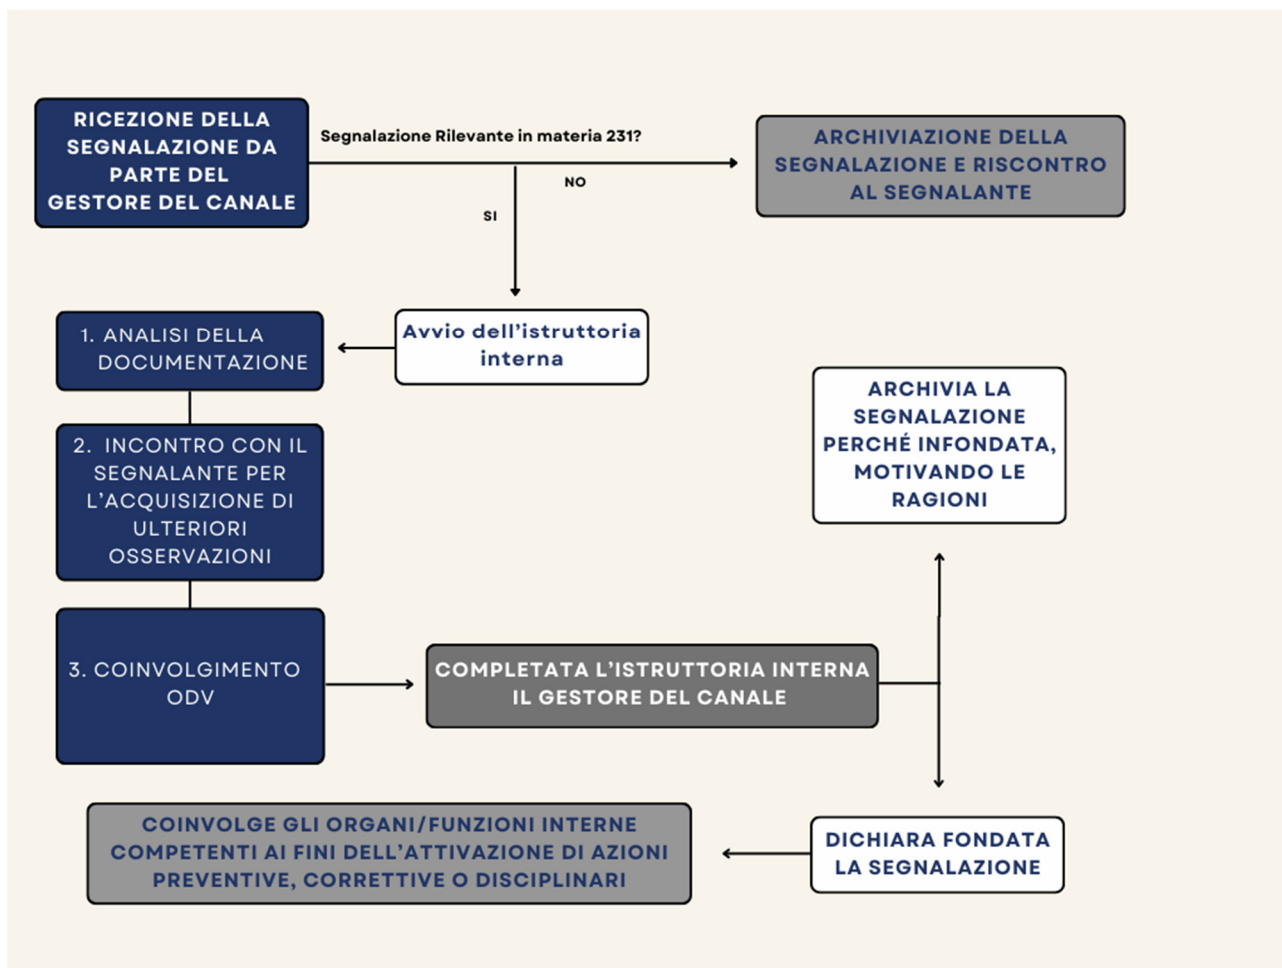 RICEZIONE DELLA
SEGNALAZIONE DA
PARTE DEL
GESTORE DEL CANALE
Segnalazione Rilevante in materia 231?
NO
SI
ARCHIVIAZIONE DELLA
SEGNALAZIONE E RISCONTRO
AL SEGNALANTE
Avvio dell'istruttoria
interna
1. ANALISI DELLA
DOCUMENTAZIONE
2. INCONTRO CON IL
SEGNALANTE PER
L'ACQUISIZIONE DI
ULTERIORI
OSSERVAZIONI
3. COINVOLGIMENTO
ODV
COMPLETATA L'ISTRUTTORIA INTERNA
IL GESTORE DEL CANALE
ARCHIVIA LA
SEGNALAZIONE
PERCHÉ INFONDATA,
MOTIVANDO LE
RAGIONI
DICHIARA FONDATA
LA SEGNALAZIONE
COINVOLGE GLI ORGANI/FUNZIONI INTERNE
COMPETENTI AI FINI DELL'ATTIVAZIONE DI AZIONI
PREVENTIVE, CORRETTIVE O DISCIPLINARI